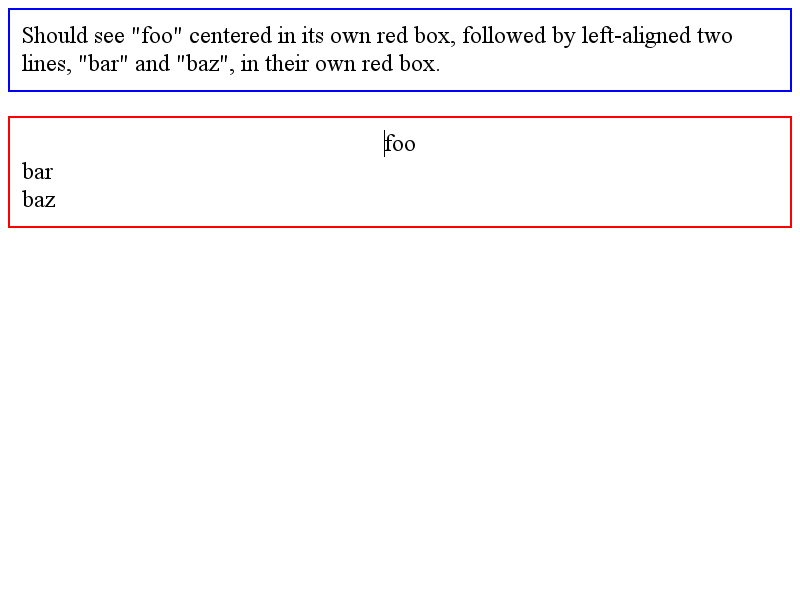 Should see "foo" centered in its own red box, followed by left-aligned two
lines, "bar" and "baz", in their own red box.
foo
bar
baz